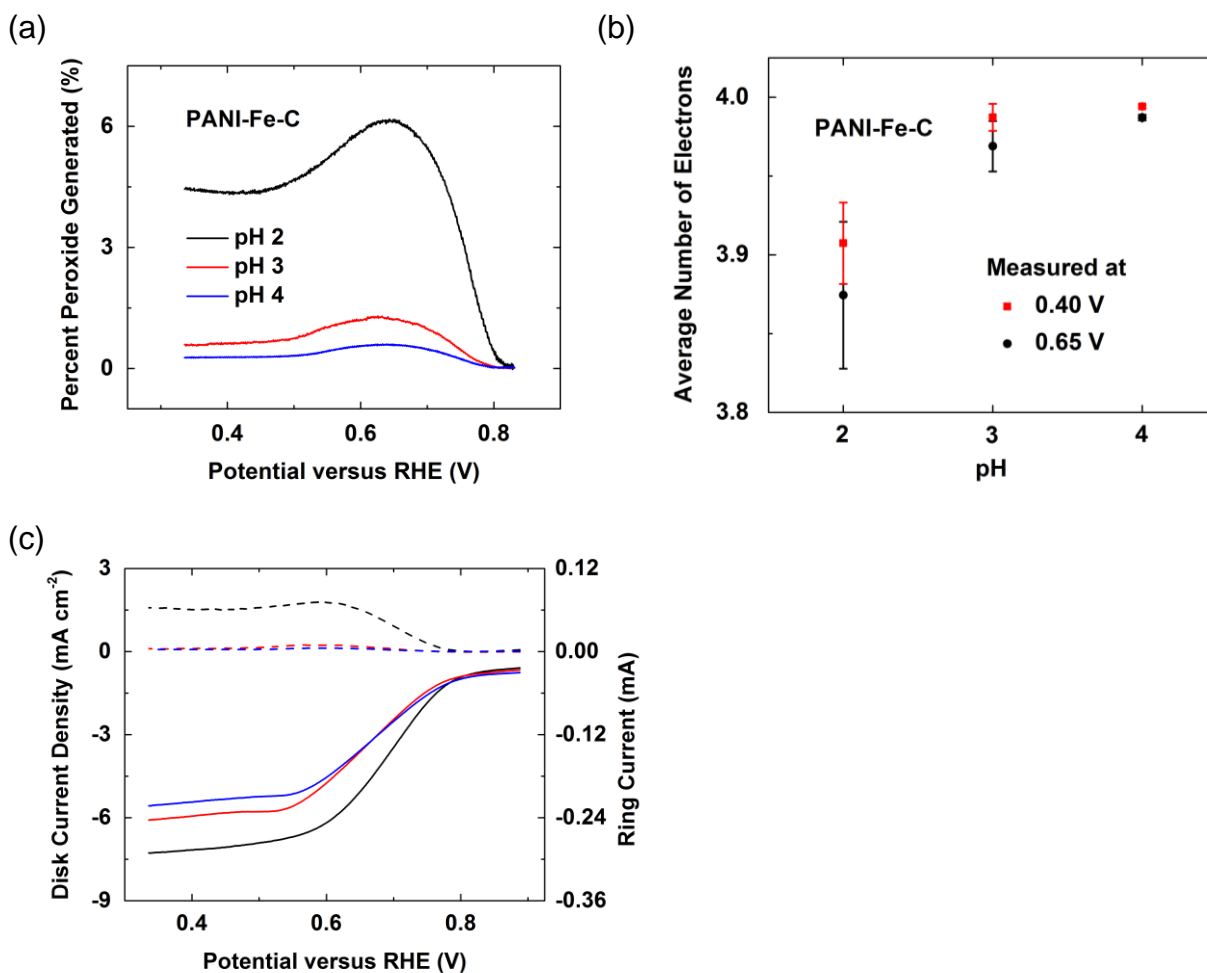 (a)
Percent Peroxide Generated (%)
6
3
0
PANI-Fe-C
pH 2
pH 3
pH 4
0.4
0.6
0.8
Potential versus RHE (V)
(b)
Average Number of Electrons
4.0
3.9
3.8
PANI-Fe-C
Measured at
0.40 V
0.65 V
2
3
4
pH
(c)
Disk Current Density (mA cm⁻²)
3
0
-3
-6
-9
0.12
0.00
-0.12
-0.24
-0.36
Ring Current (mA)
0.4
0.6
0.8
Potential versus RHE (V)